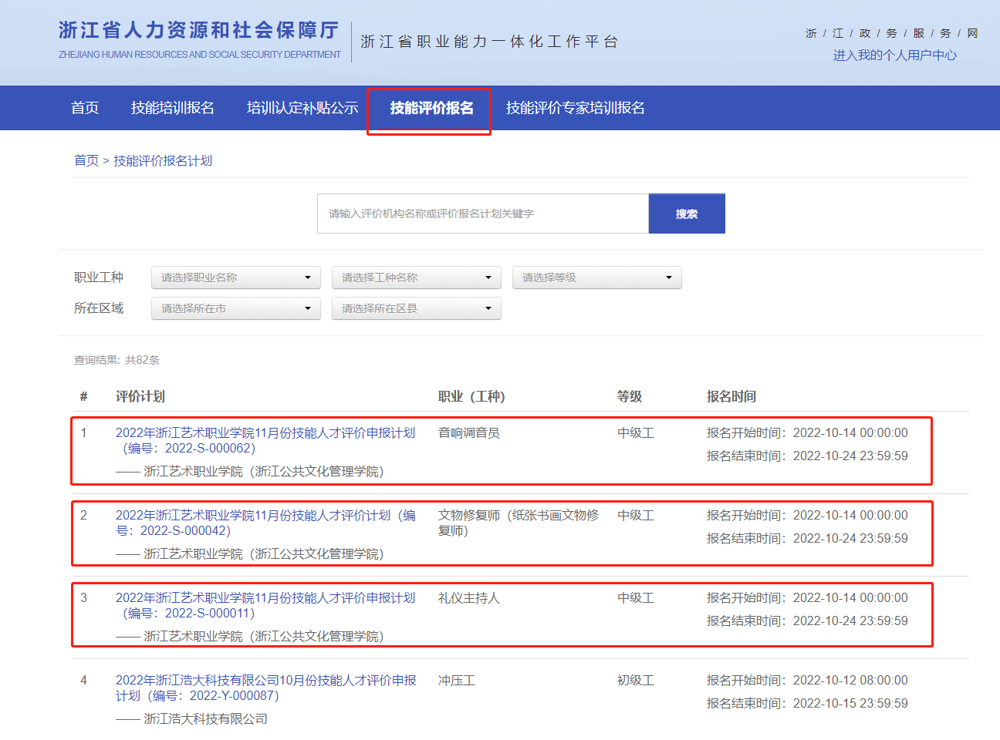 浙江省人力资源和社会保障厅
ZHEJIANG HUMAN RESOURCES AND SOCIAL SECURITY DEPARTMENT
浙江省职业能力一体化工作平台
浙 / 江 / 政 / 务 / 服 / 务 / 网
进入我的个人用户中心
首页 技能培训报名 培训认定补贴公示 技能评价报名 技能评价专家培训报名
首页 > 技能评价报名计划
请输入评价机构名称或评价报名计划关键字 搜索
职业工种 请选择职业名称 请选择工种名称 请选择等级
所在区域 请选择所在市 请选择所在区县
查询结果: 共82条
# 评价计划 职业（工种） 等级 报名时间
1 2022年浙江艺术职业学院11月份技能人才评价申报计划 音响调音员 中级工 报名开始时间：2022-10-14 00:00:00
（编号：2022-S-000062） 报名结束时间：2022-10-24 23:59:59
—— 浙江艺术职业学院（浙江公共文化管理学院）
2 2022年浙江艺术职业学院11月份技能人才评价计划（编 文物修复师（纸张书画文物修 中级工 报名开始时间：2022-10-14 00:00:00
号：2022-S-000042） 复师） 报名结束时间：2022-10-24 23:59:59
—— 浙江艺术职业学院（浙江公共文化管理学院）
3 2022年浙江艺术职业学院11月份技能人才评价申报计划 礼仪主持人 中级工 报名开始时间：2022-10-14 00:00:00
（编号：2022-S-000011） 报名结束时间：2022-10-24 23:59:59
—— 浙江艺术职业学院（浙江公共文化管理学院）
4 2022年浙江浩大科技有限公司10月份技能人才评价申报 冲压工 初级工 报名开始时间：2022-10-12 08:00:00
计划（编号：2022-Y-000087） 报名结束时间：2022-10-15 23:59:59
—— 浙江浩大科技有限公司